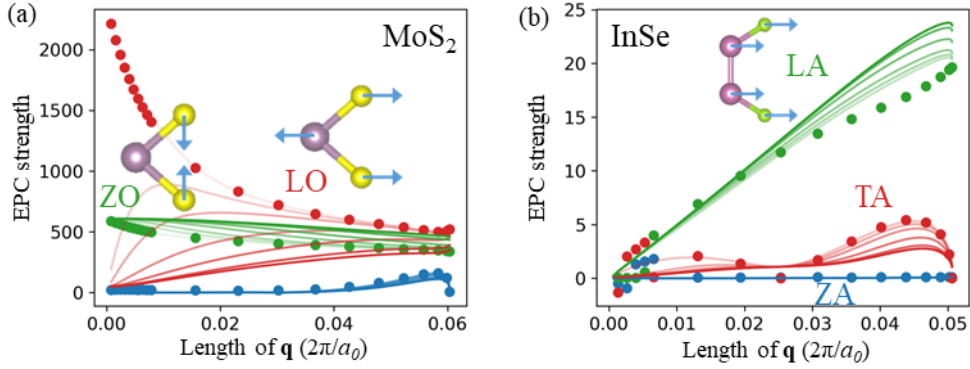 (a)
MoS₂
2000
1500
1000
500
0
EPC strength
ZO
LO
0.00
0.02
0.04
0.06
Length of q (2π/a₀)
(b)
InSe
25
20
15
10
5
0
EPC strength
LA
TA
ZA
0.00
0.01
0.02
0.03
0.04
0.05
Length of q (2π/a₀)